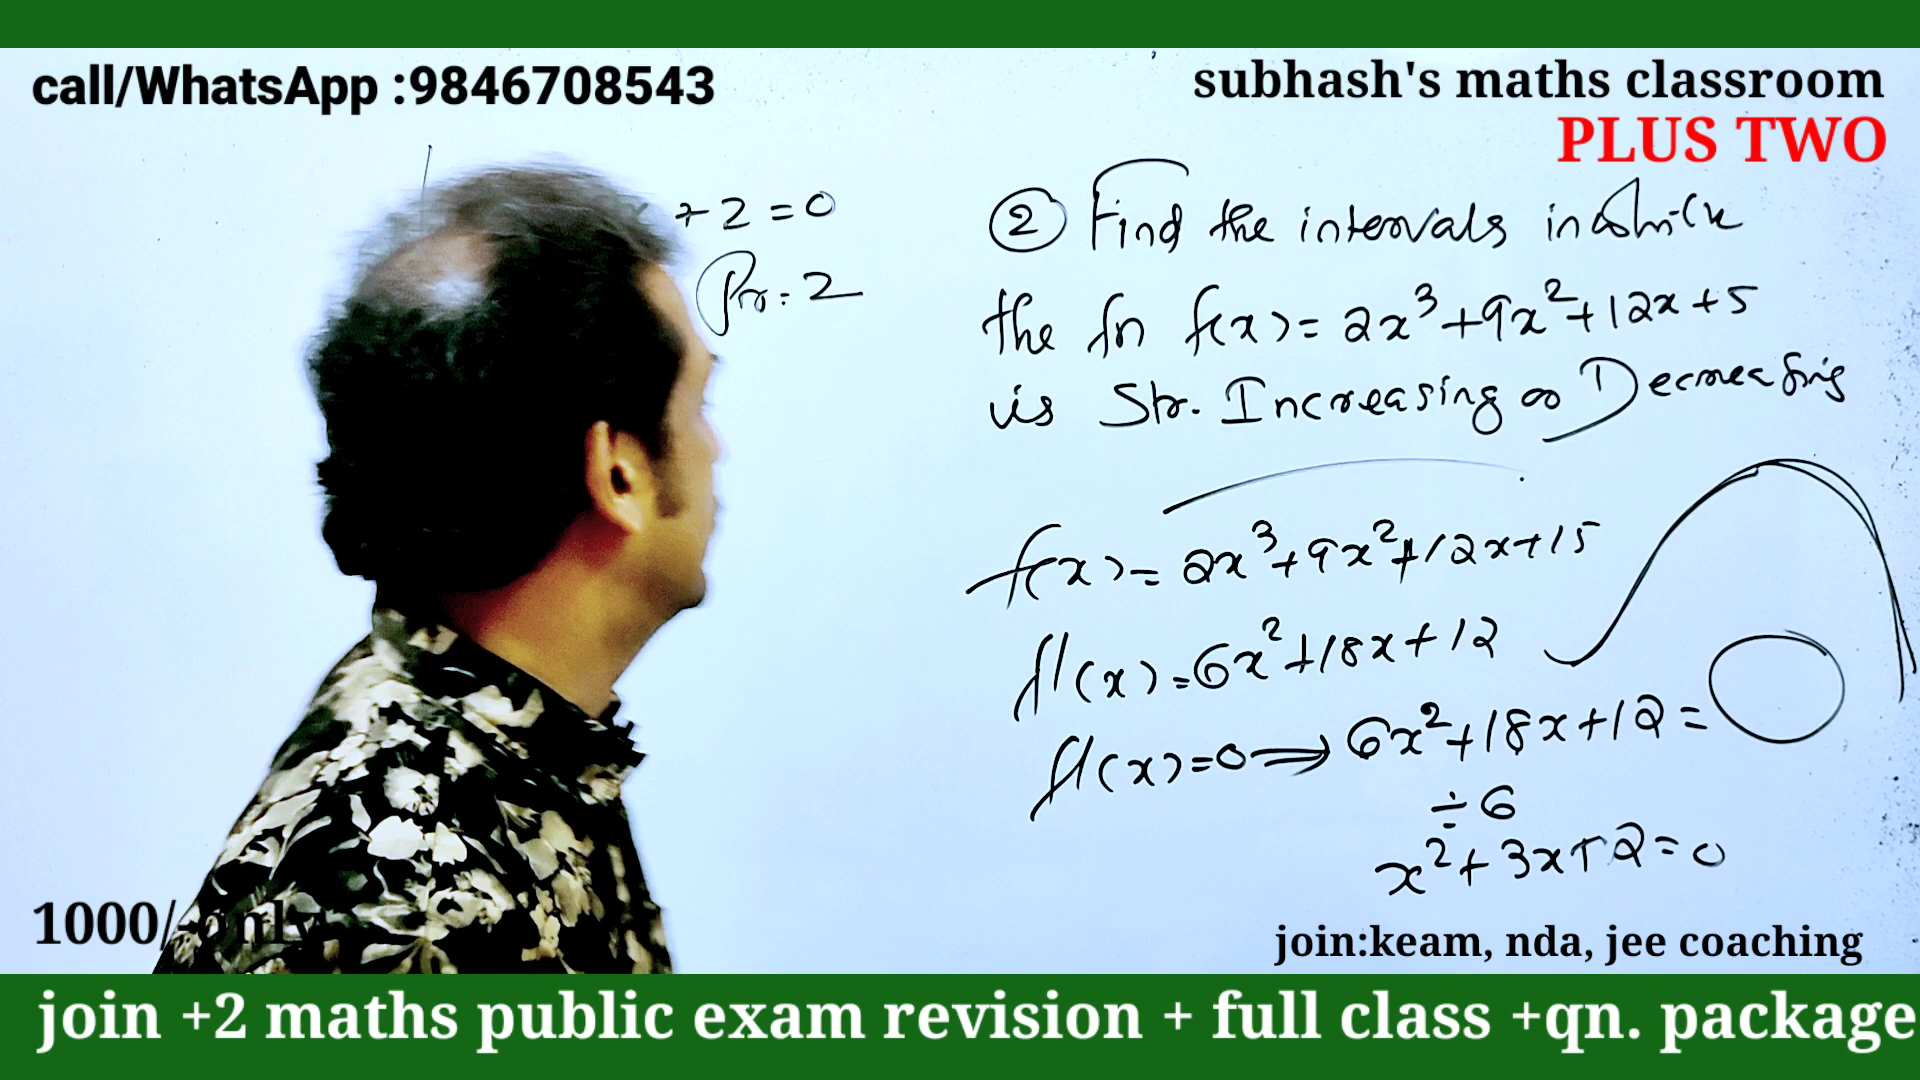 call/WhatsApp :9846708543
subhash's maths classroom
PLUS TWO
+ 2 = 0
Pr. = 2
② Find the intervals in which
the fn f(x) = 2x³+9x²+12x+5
is Str. Increasing or Decreasing
f(x) = 2x³+9x²+12x+15
f'(x) = 6x²+18x+12
f'(x)=0 ⟹ 6x²+18x+12 =
÷ 6
x²+3x+2=0
1000/-only
join:keam, nda, jee coaching
join +2 maths public exam revision + full class +qn. package